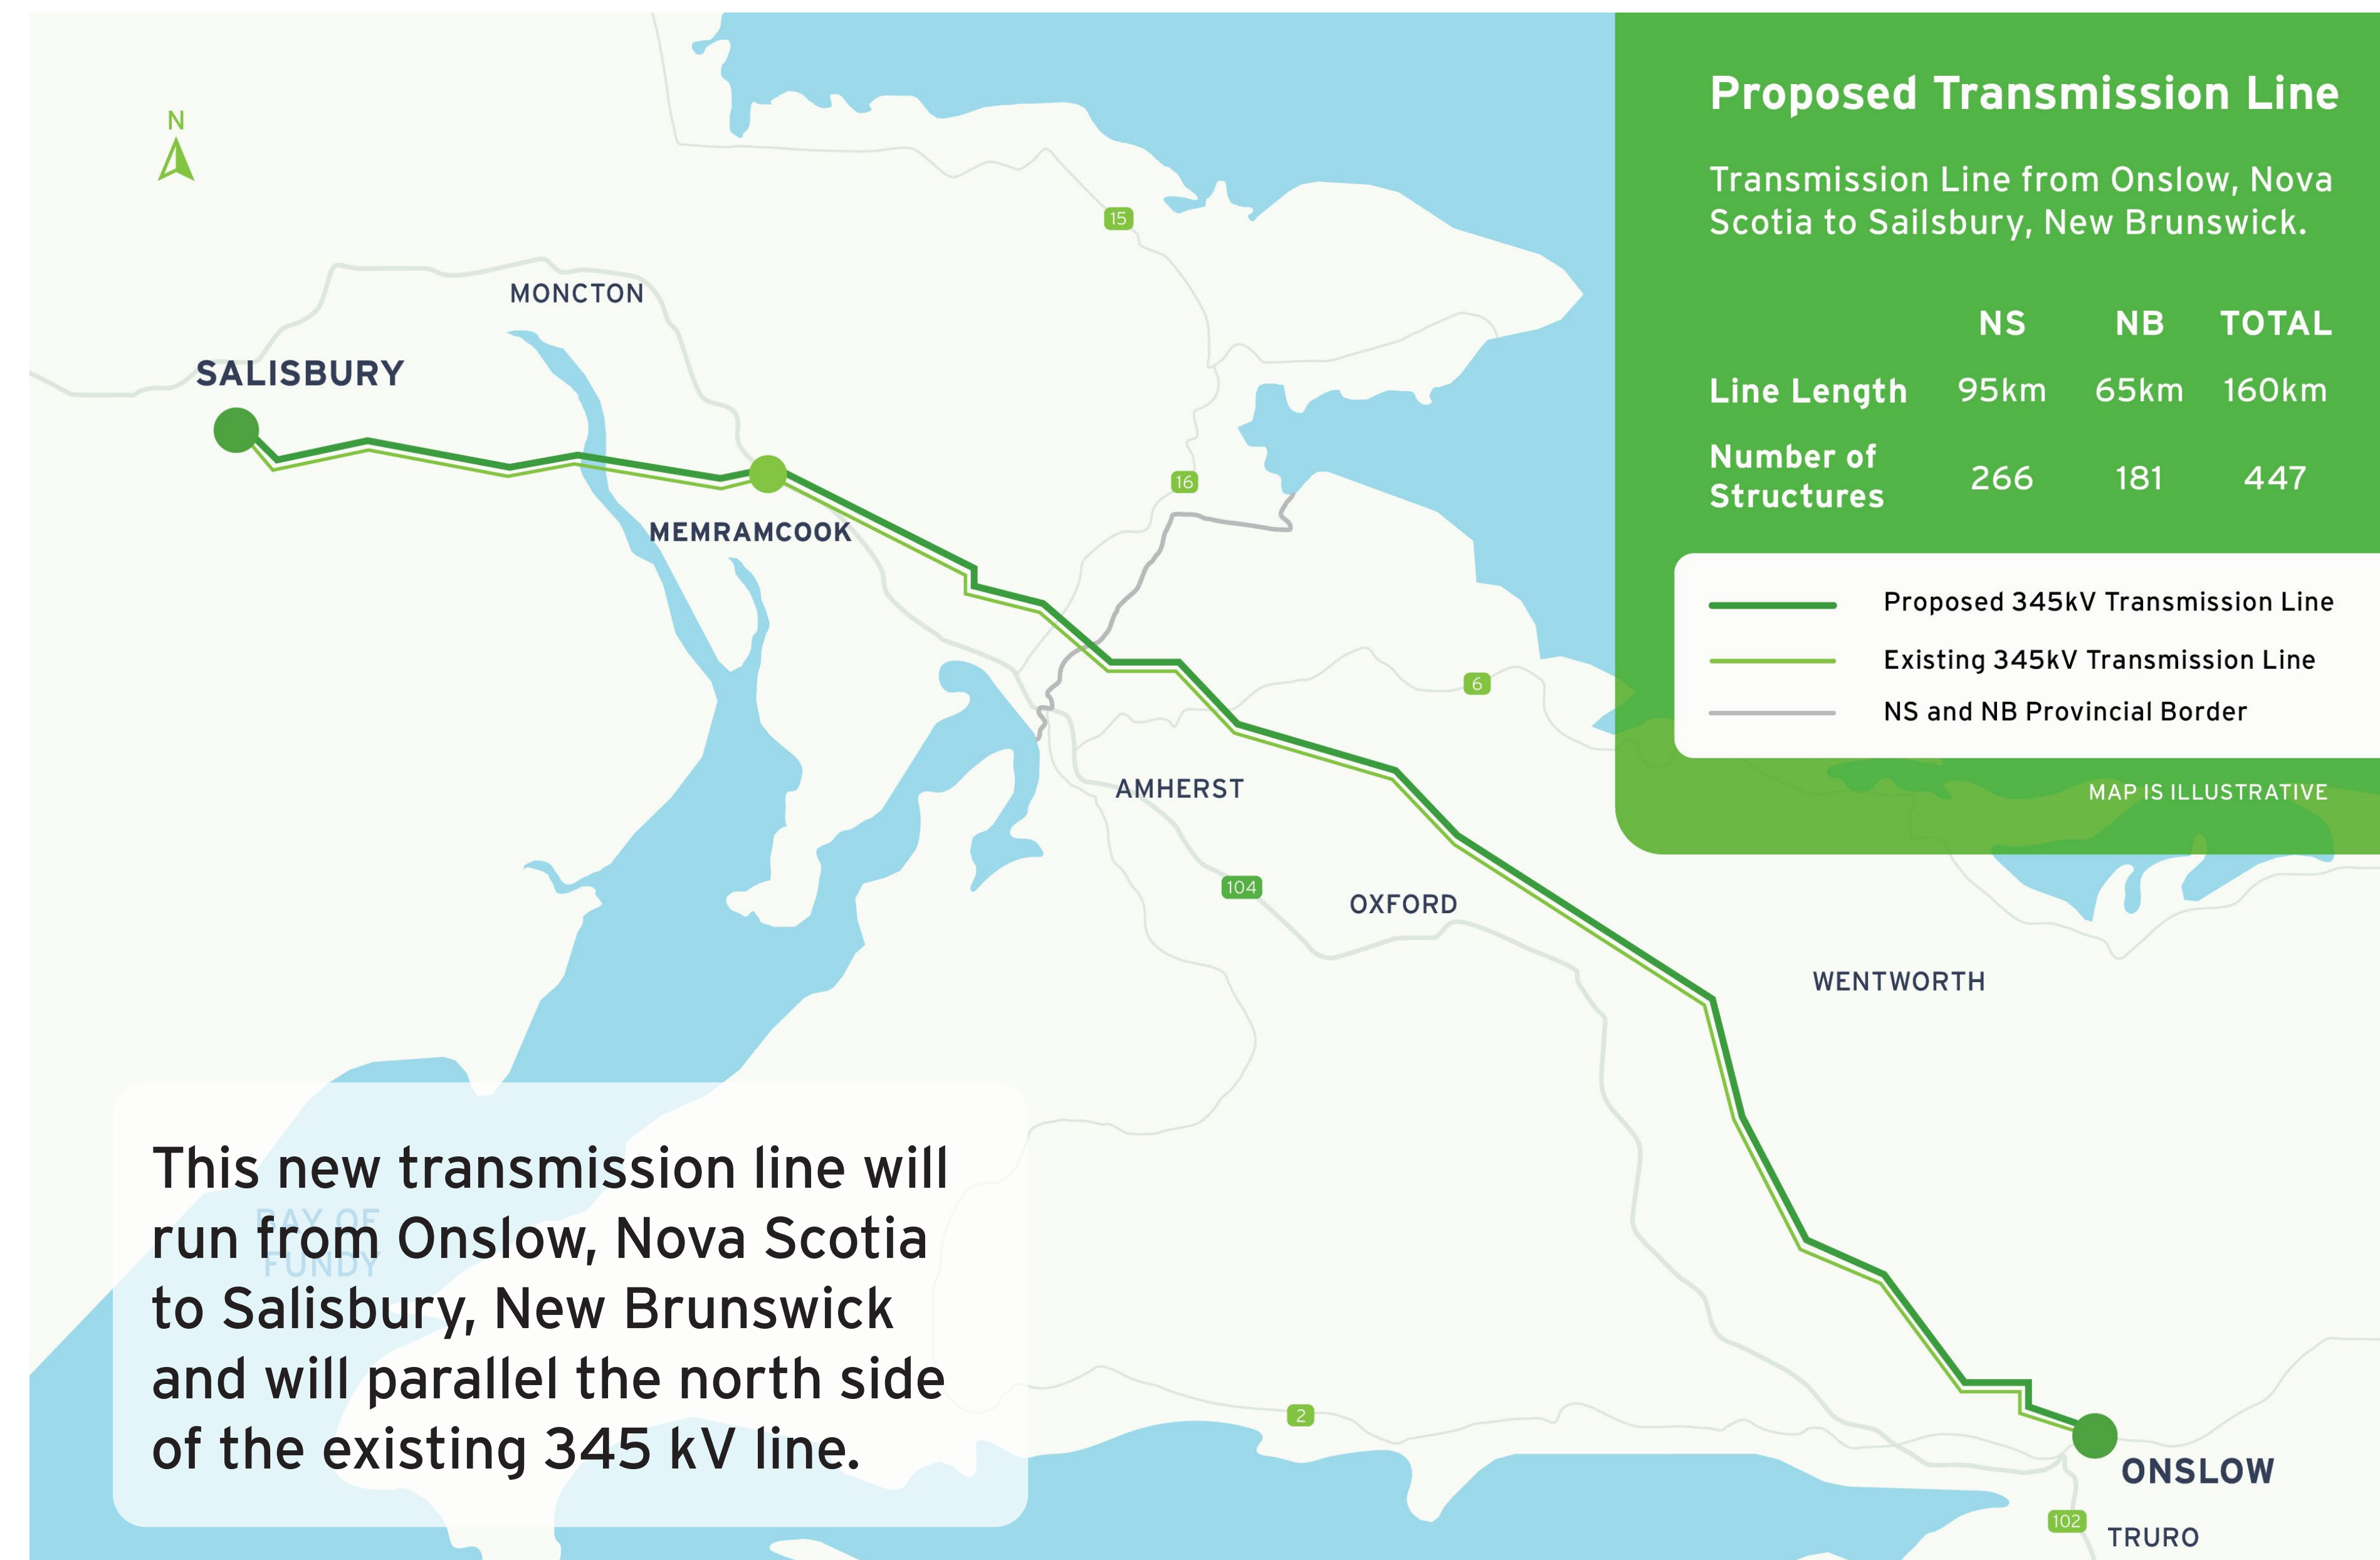 Proposed Transmission Line
Transmission Line from Onslow, Nova
Scotia to Sailsbury, New Brunswick.
NS NB TOTAL
Line Length 95km 65km 160km
Number of
Structures 266 181 447
Proposed 345kV Transmission Line
Existing 345kV Transmission Line
NS and NB Provincial Border
MAP IS ILLUSTRATIVE
N
15
MONCTON
SALISBURY
16
MEMRAMCOOK
6
AMHERST
104
OXFORD
WENTWORTH
This new transmission line will
run from Onslow, Nova Scotia
to Salisbury, New Brunswick
and will parallel the north side
of the existing 345 kV line.
BAY OF
FUNDY
2
ONSLOW
102
TRURO